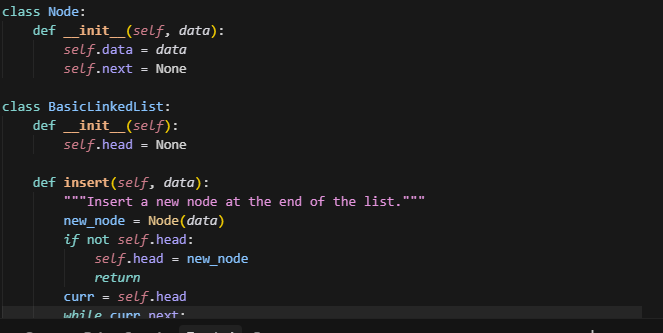 class Node:
    def __init__(self, data):
        self.data = data
        self.next = None
class BasicLinkedList:
    def __init__(self):
        self.head = None
    def insert(self, data):
        """Insert a new node at the end of the list."""
        new_node = Node(data)
        if not self.head:
            self.head = new_node
            return
        curr = self.head
        while curr.next: